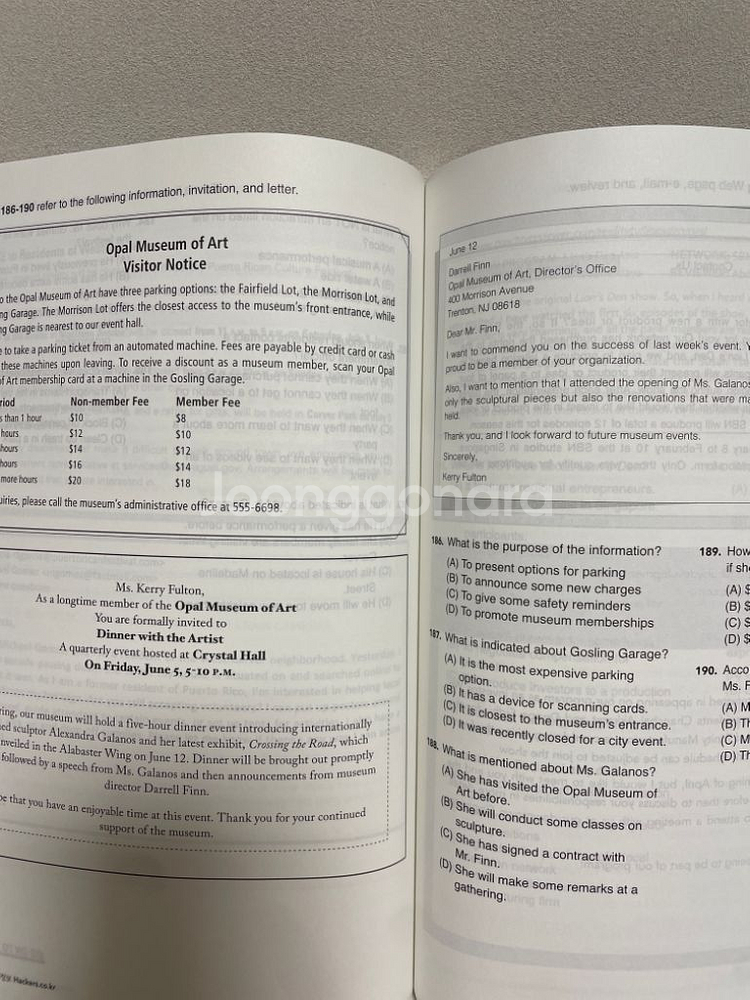 186-190 refer to the following information, invitation, and letter.
Opal Museum of Art
Visitor Notice
to the Opal Museum of Art have three parking options: the Fairfield Lot, the Morrison Lot, and
Garage. The Morrison Lot offers the closest access to the museum's front entrance, while
Garage is nearest to our event hall.
to take a parking ticket from an automated machine. Fees are payable by credit card or cash
these machines upon leaving. To receive a discount as a museum member, scan your Opal
of Art membership card at a machine in the Gosling Garage.
Non-member Fee Member Fee
than 1 hour $10 $8
hours $12 $10
hours $14 $12
hours $16 $14
more hours $20 $18
please call the museum's administrative office at 555-6698.
Ms. Kerry Fulton,
As a longtime member of the Opal Museum of Art
You are formally invited to
Dinner with the Artist
A quarterly event hosted at Crystal Hall
On Friday, June 5, 5-10 P.M.
our museum will hold a five-hour dinner event introducing internationally
sculptor Alexandra Galanos and her latest exhibit, Crossing the Road, which
unveiled in the Alabaster Wing on June 12. Dinner will be brought out promptly
followed by a speech from Ms. Galanos and then announcements from museum
director Darrell Finn.
that you have an enjoyable time at this event. Thank you for your continued
support of the museum.
Hackers.co.kr
June 12
Darrell Finn
Opal Museum of Art, Director's Office
400 Morrison Avenue
Trenton, NJ 08618
Dear Mr. Finn,
I want to commend you on the success of last week's event.
proud to be a member of your organization.
Also, I want to mention that I attended the opening of Ms. Galanos
only the sculptural pieces but also the renovations that were
held.
Thank you, and I look forward to future museum events.
Sincerely,
Kerry Fulton
186. What is the purpose of the information?
(A) To present options for parking
(B) To announce some new charges
(C) To give some safety reminders
(D) To promote museum memberships
187. What is indicated about Gosling Garage?
(A) It is the most expensive parking
option.
(B) It has a device for scanning cards.
(C) It is closest to the museum's entrance.
(D) It was recently closed for a city event.
188. What is mentioned about Ms. Galanos?
(A) She has visited the Opal Museum of
Art before.
(B) She will conduct some classes on
sculpture.
(C) She has signed a contract with
Mr. Finn.
(D) She will make some remarks at a
gathering.
189. How
if
(A) $
(B) $
(C) $
(D) $
190.
Ms.
(A)
(B)
(C)
(D)
joonggonara